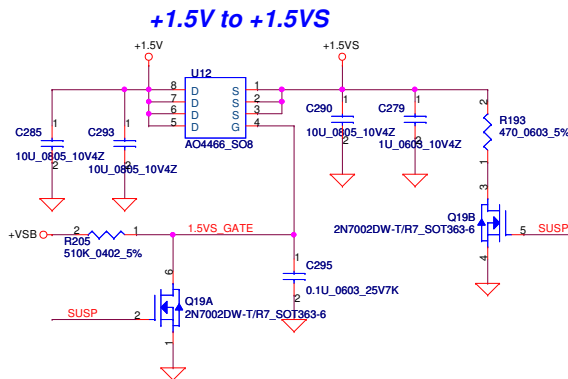 +1.5V to +1.5VS
+1.5V
+1.5VS
U12
8 D S 1
7 D S 2
6 D S 3
5 D G 4
AO4466_SO8
C285
1
2
10U_0805_10V4Z
C293
1
2
10U_0805_10V4Z
C290
1
2
10U_0805_10V4Z
C279
1
2
1U_0603_10V4Z
2
R193
470_0603_5%
1
3
Q19B
2N7002DW-T/R7_SOT363-6
5
SUSP
4
+VSB
2
1
R205
510K_0402_5%
1.5VS_GATE
1
C295
0.1U_0603_25V7K
2
6
Q19A
2N7002DW-T/R7_SOT363-6
SUSP
2
1